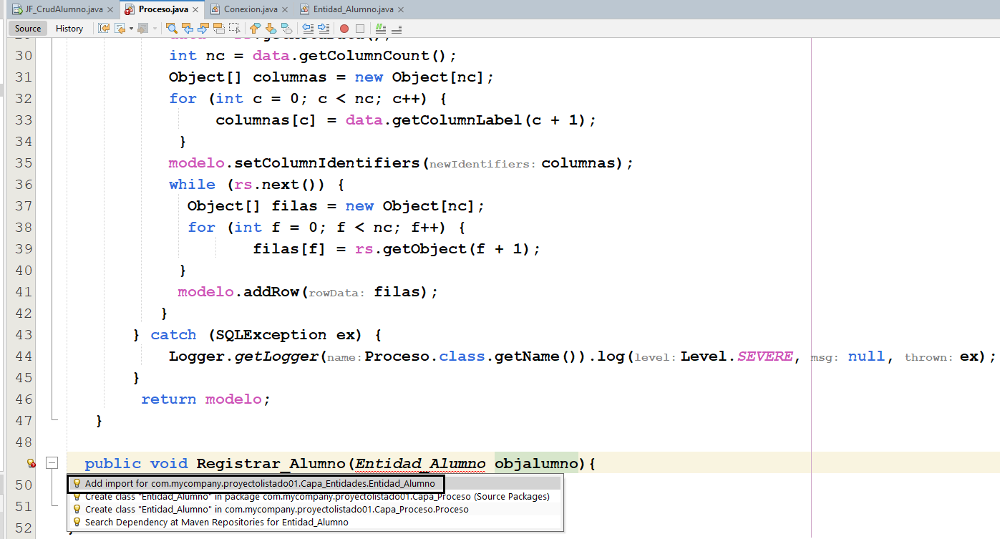 JF_CrudAlumno.java Proceso.java Conexion.java Entidad_Alumno.java
Source History
30 int nc = data.getColumnCount();
31 Object[] columnas = new Object[nc];
32 for (int c = 0; c < nc; c++) {
33 columnas[c] = data.getColumnLabel(c + 1);
34 }
35 modelo.setColumnIdentifiers(newIdentifiers: columnas);
36 while (rs.next()) {
37 Object[] filas = new Object[nc];
38 for (int f = 0; f < nc; f++) {
39 filas[f] = rs.getObject(f + 1);
40 }
41 modelo.addRow(rowData: filas);
42 }
43 } catch (SQLException ex) {
44 Logger.getLogger(name: Proceso.class.getName()).log(level: Level.SEVERE, msg: null, thrown: ex);
45 }
46 return modelo;
47 }
48
public void Registrar_Alumno(Entidad_Alumno objalumno){
Add import for com.mycompany.proyectolistado01.Capa_Entidades.Entidad_Alumno
50
Create class "Entidad_Alumno" in package com.mycompany.proyectolistado01.Capa_Proceso (Source Packages)
51 Create class "Entidad_Alumno" in com.mycompany.proyectolistado01.Capa_Proceso.Proceso
Search Dependency at Maven Repositories for Entidad_Alumno
52 }